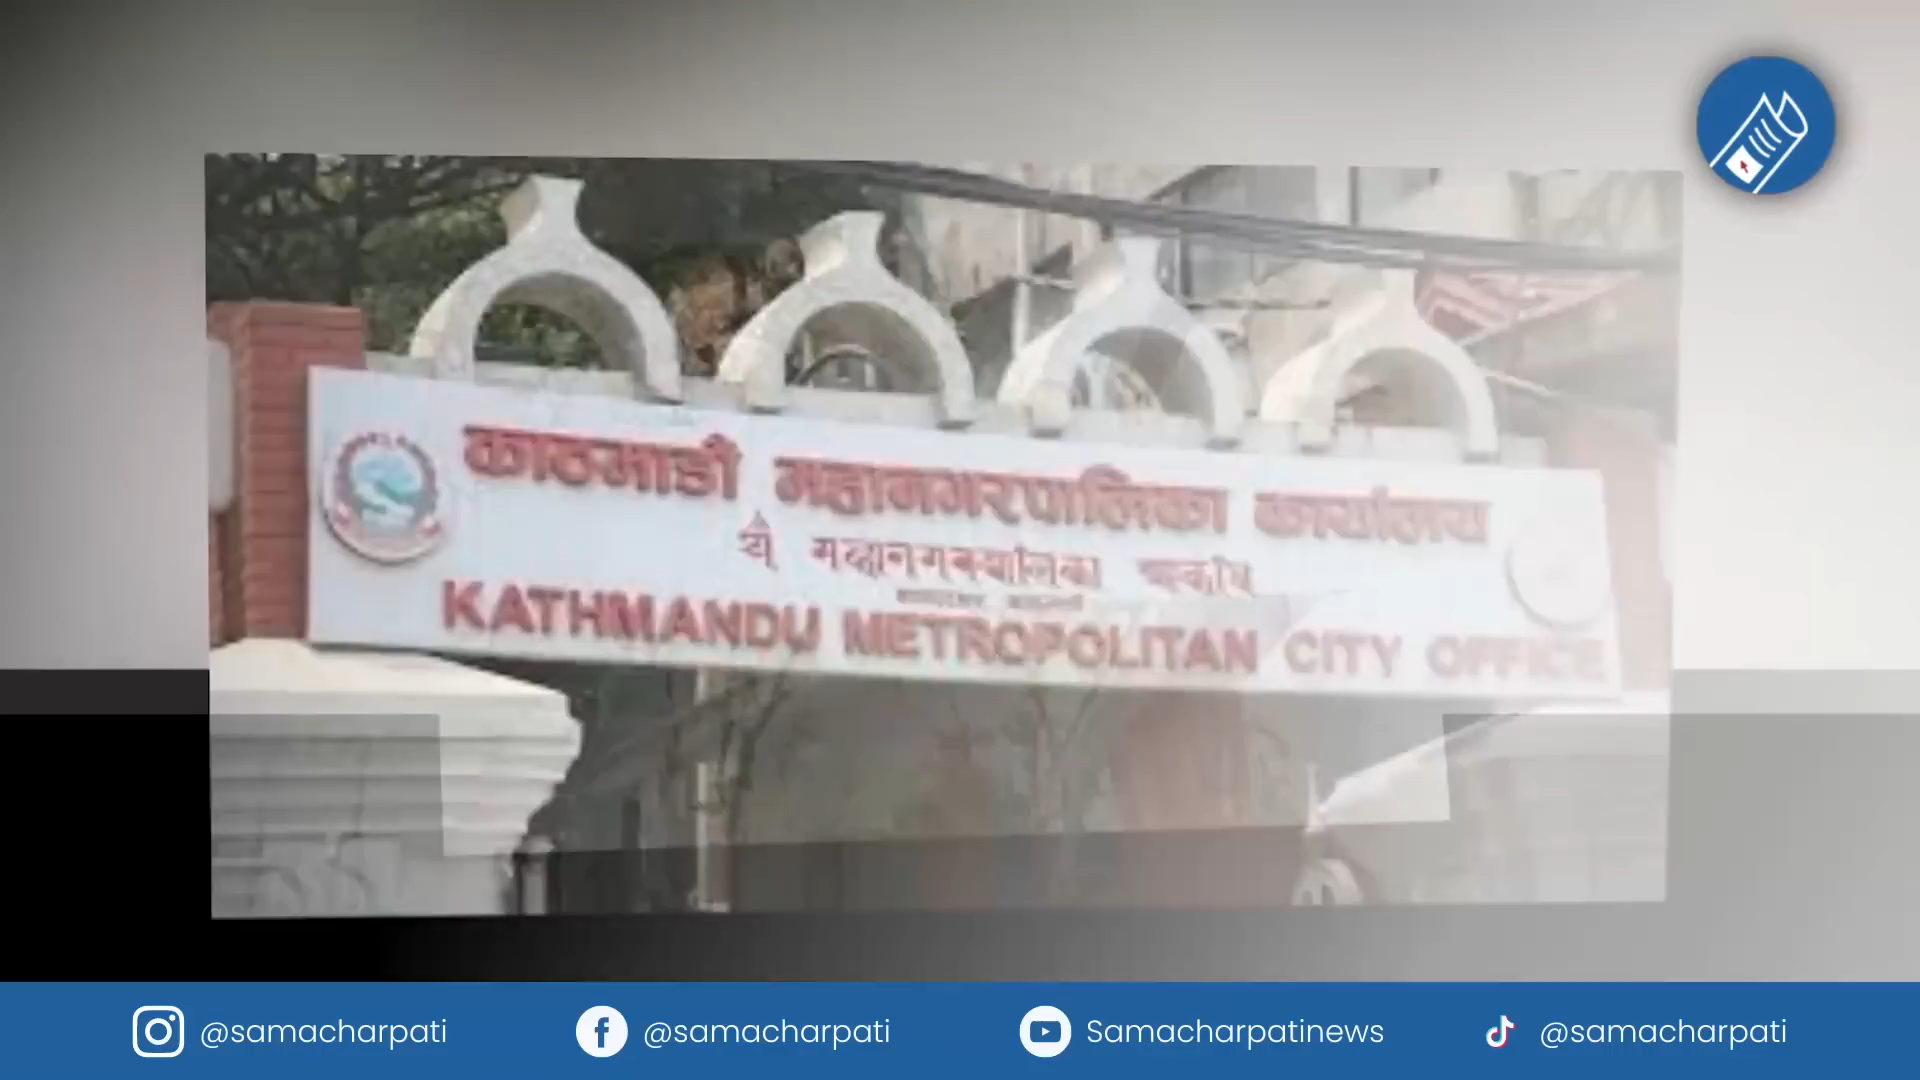 काठमाडौं महानगरपालिका कार्यालय
KATHMANDU METROPOLITAN CITY OFFICE
@samacharpati @samacharpati Samacharpatinews @samacharpati